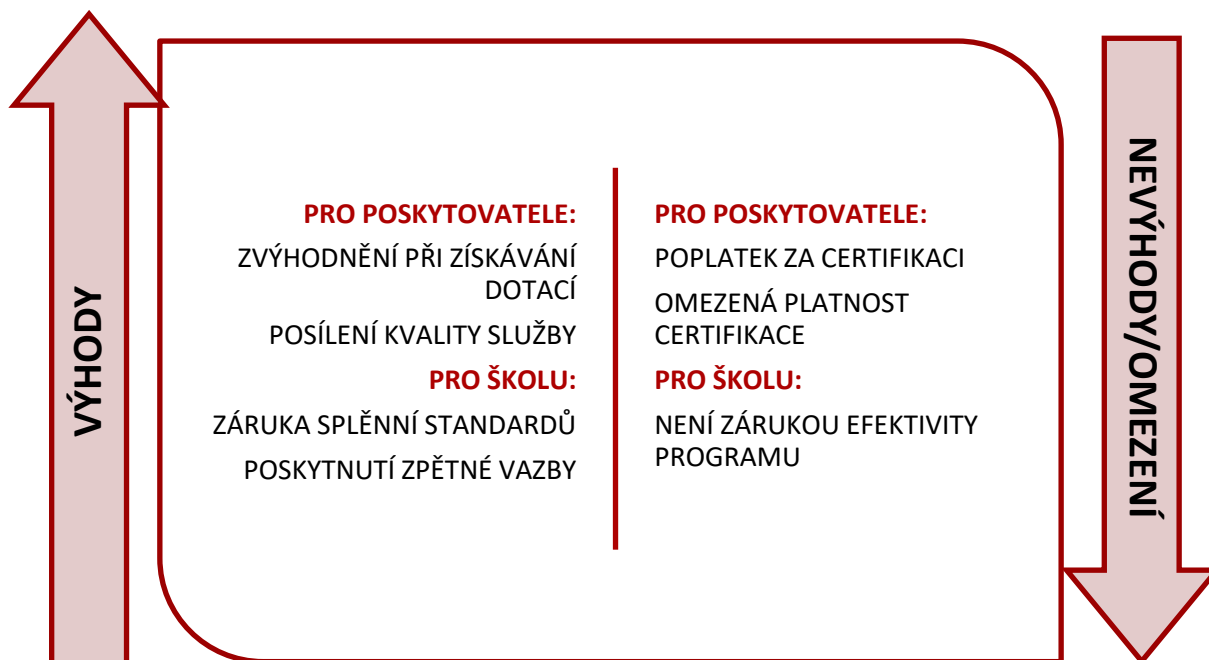 VÝHODY
PRO POSKYTOVATELE:
ZVÝHODNĚNÍ PŘI ZÍSKÁVÁNÍ
DOTACÍ
POSÍLENÍ KVALITY SLUŽBY
PRO ŠKOLU:
ZÁRUKA SPLĚNNÍ STANDARDŮ
POSKYTNUTÍ ZPĚTNÉ VAZBY
PRO POSKYTOVATELE:
POPLATEK ZA CERTIFIKACI
OMEZENÁ PLATNOST
CERTIFIKACE
PRO ŠKOLU:
NENÍ ZÁRUKOU EFEKTIVITY
PROGRAMU
NEVÝHODY/OMEZENÍ